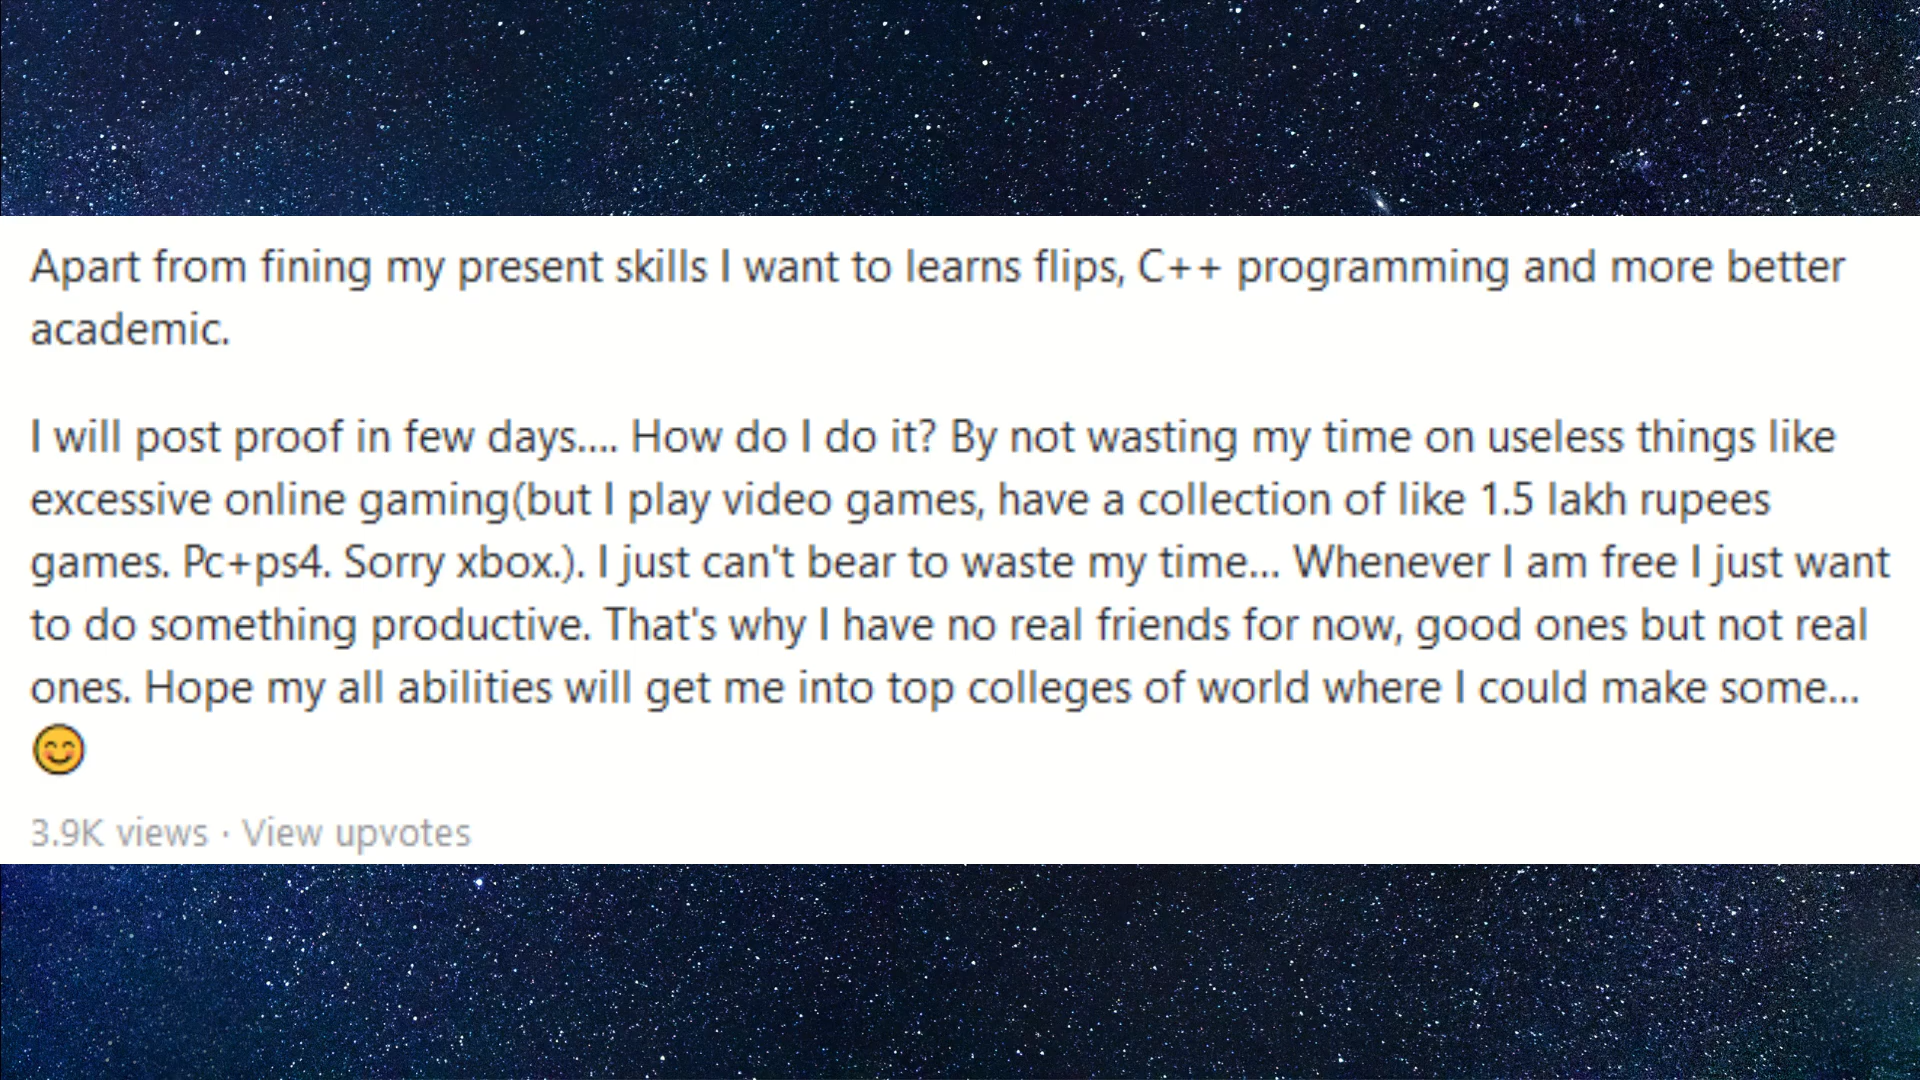 Apart from fining my present skills I want to learns flips, C++ programming and more better
academic.
I will post proof in few days.... How do I do it? By not wasting my time on useless things like
excessive online gaming(but I play video games, have a collection of like 1.5 lakh rupees
games. Pc+ps4. Sorry xbox.). I just can't bear to waste my time... Whenever I am free I just want
to do something productive. That's why I have no real friends for now, good ones but not real
ones. Hope my all abilities will get me into top colleges of world where I could make some...
😊
3.9K views · View upvotes